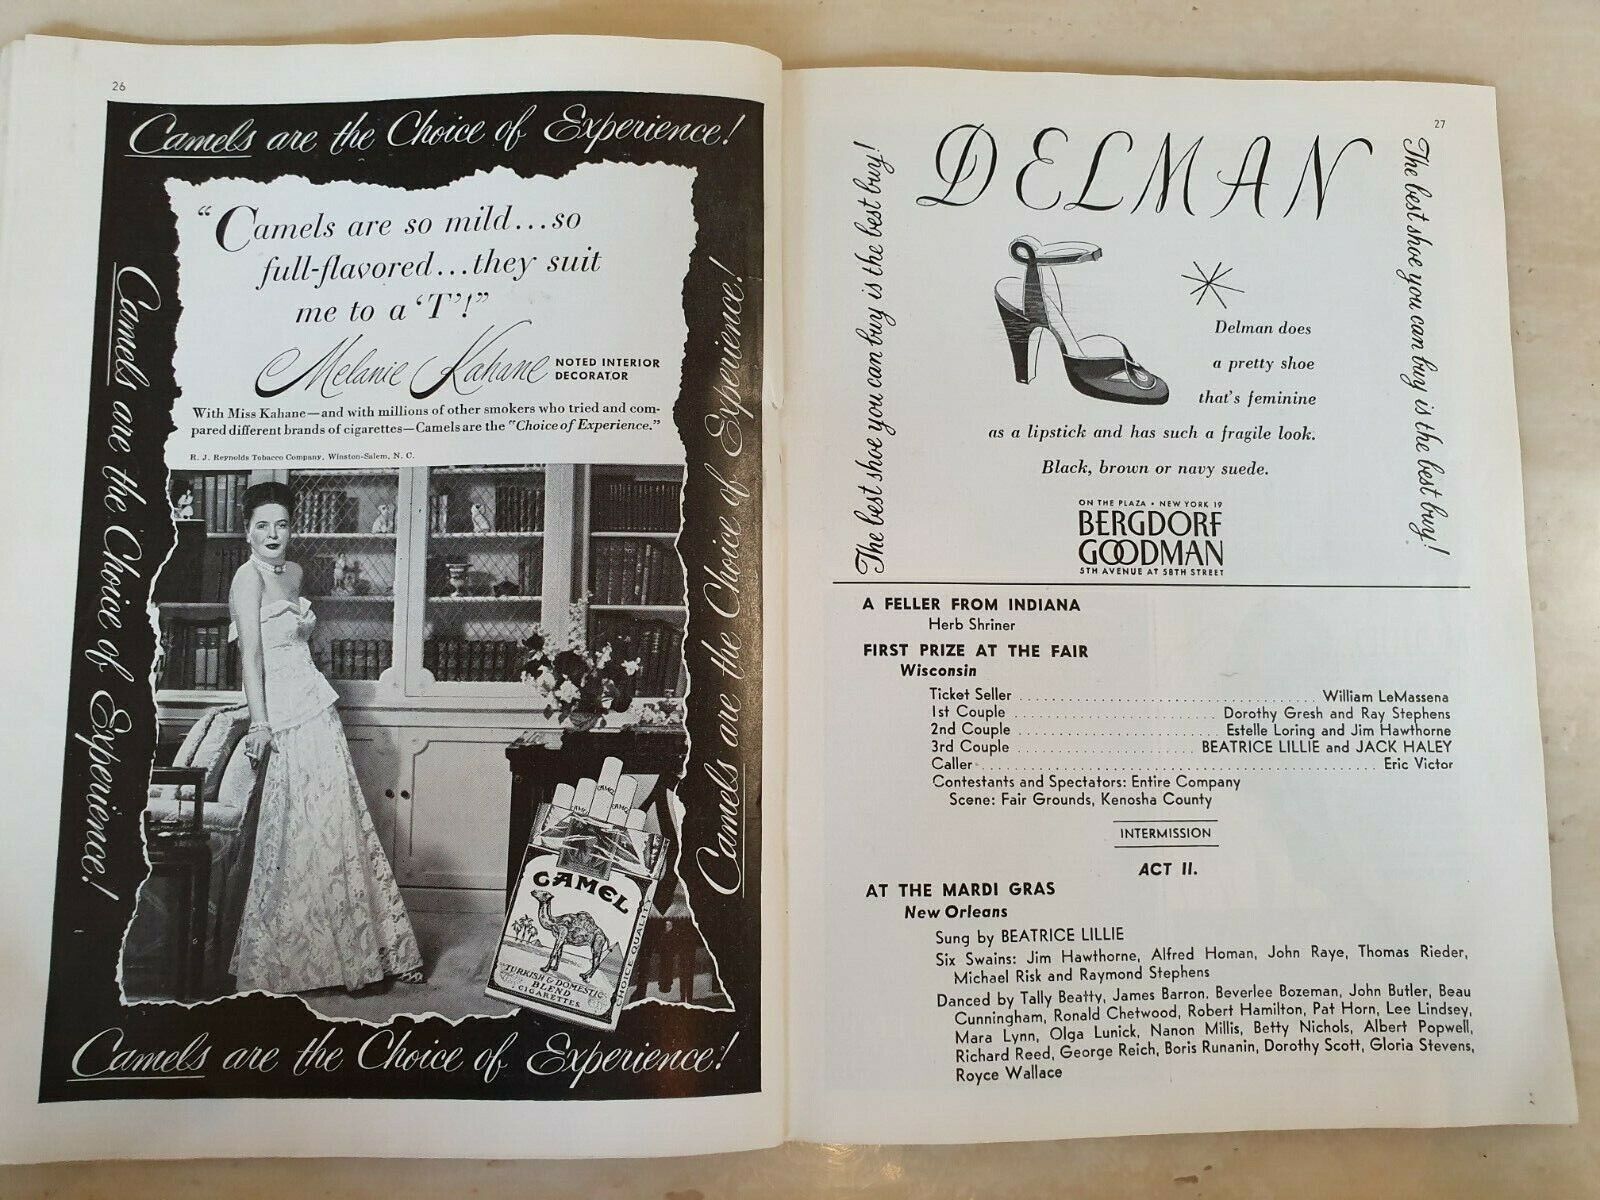 26
Camels are the Choice of Experience!
Camels are the Choice of Experience!
"Camels are so mild...so
full-flavored...they suit
me to a 'T'!"
Melanie Kahane NOTED INTERIOR
DECORATOR
With Miss Kahane—and with millions of other smokers who tried and com-
pared different brands of cigarettes—Camels are the "Choice of Experience."
R. J. Reynolds Tobacco Company, Winston-Salem, N. C.
Camels are the Choice of Experience!
CAMEL
CAMEL
CAMEL
TURKISH & DOMESTIC
BLEND
CIGARETTES
CHOICE QUALITY
Camels are the Choice of Experience!
27
DELMAN
The best shoe you can buy is the best buy!
The best shoe you can buy is the best buy!
Delman does
a pretty shoe
that's feminine
as a lipstick and has such a fragile look.
Black, brown or navy suede.
ON THE PLAZA • NEW YORK 19
BERGDORF
GOODMAN
5TH AVENUE AT 58TH STREET
A FELLER FROM INDIANA
Herb Shriner
FIRST PRIZE AT THE FAIR
Wisconsin
Ticket Seller ........ William LeMassena
1st Couple ........ Dorothy Gresh and Ray Stephens
2nd Couple ........ Estelle Loring and Jim Hawthorne
3rd Couple ........ BEATRICE LILLIE and JACK HALEY
Caller ........ Eric Victor
Contestants and Spectators: Entire Company
Scene: Fair Grounds, Kenosha County
INTERMISSION
ACT II.
AT THE MARDI GRAS
New Orleans
Sung by BEATRICE LILLIE
Six Swains: Jim Hawthorne, Alfred Homan, John Raye, Thomas Rieder,
Michael Risk and Raymond Stephens
Danced by Tally Beatty, James Barron, Beverlee Bozeman, John Butler, Beau
Cunningham, Ronald Chetwood, Robert Hamilton, Pat Horn, Lee Lindsey,
Mara Lynn, Olga Lunick, Nanon Millis, Betty Nichols, Albert Popwell,
Richard Reed, George Reich, Boris Runanin, Dorothy Scott, Gloria Stevens,
Royce Wallace